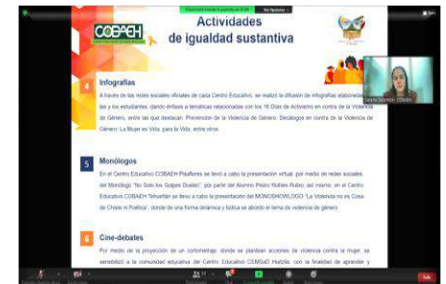 COBAEH
Actividades
de igualdad sustantiva
4
Infografías
A través de las redes sociales oficiales de cada Centro Educativo, se realizó la difusión de infografías elaboradas
las y los estudiantes, dando énfasis a temáticas relacionadas con los 16 Días de Activismo en contra de la Violencia
de Género, entre las que destacan: Prevención de la Violencia de Género, Decálogos en contra de la Violencia de
Género, La Mujer es Vida, para la Vida, entre otros.
5
Monólogos
En el Centro Educativo COBAEH Pisaflores se llevó a cabo la presentación virtual, por medio de redes sociales,
del Monólogo "No Solo los Golpes Duelen", por parte del Alumno Pedro Rubles Rubio, así mismo, en el Centro
Educativo COBAEH Tehuetlán se llevó a cabo la presentación del MONOSHOWLOGO "La Violencia no es Cosa
de Chiste ni Poética", donde de una forma dinámica y lúdica se abordó el tema de violencia de género.
6
Cine-debates
Por medio de la proyección de un cortometaje, donde se plantean acciones de violencia contra la mujer, se
sensibilizó a la comunidad educativa del Centro Educativo CEMSaD Huitzila, con la finalidad de aprender y